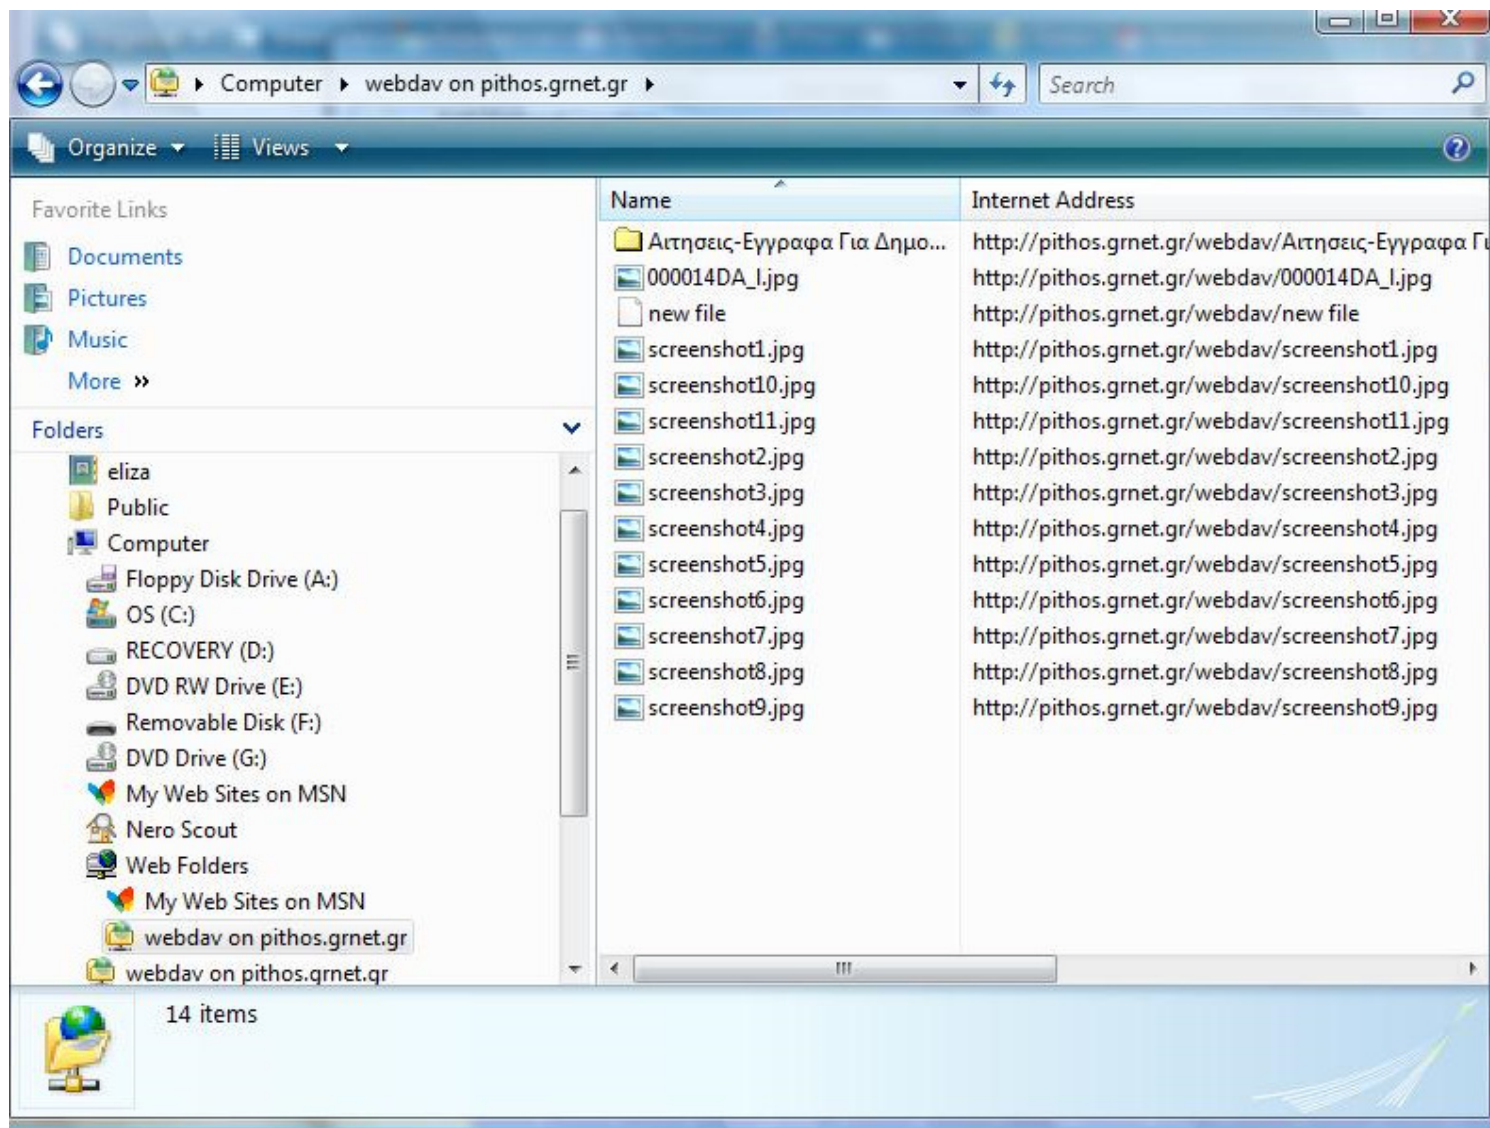 Computer webdav on pithos.grnet.gr
Search
Organize Views
Favorite Links
Documents
Pictures
Music
More »
Folders
eliza
Public
Computer
Floppy Disk Drive (A:)
OS (C:)
RECOVERY (D:)
DVD RW Drive (E:)
Removable Disk (F:)
DVD Drive (G:)
My Web Sites on MSN
Nero Scout
Web Folders
My Web Sites on MSN
webdav on pithos.grnet.gr
webdav on pithos.grnet.gr
Name Internet Address
Αιτησεις-Εγγραφα Για Δημο... http://pithos.grnet.gr/webdav/Αιτησεις-Εγγραφα Γι
000014DA_I.jpg http://pithos.grnet.gr/webdav/000014DA_I.jpg
new file http://pithos.grnet.gr/webdav/new file
screenshot1.jpg http://pithos.grnet.gr/webdav/screenshot1.jpg
screenshot10.jpg http://pithos.grnet.gr/webdav/screenshot10.jpg
screenshot11.jpg http://pithos.grnet.gr/webdav/screenshot11.jpg
screenshot2.jpg http://pithos.grnet.gr/webdav/screenshot2.jpg
screenshot3.jpg http://pithos.grnet.gr/webdav/screenshot3.jpg
screenshot4.jpg http://pithos.grnet.gr/webdav/screenshot4.jpg
screenshot5.jpg http://pithos.grnet.gr/webdav/screenshot5.jpg
screenshot6.jpg http://pithos.grnet.gr/webdav/screenshot6.jpg
screenshot7.jpg http://pithos.grnet.gr/webdav/screenshot7.jpg
screenshot8.jpg http://pithos.grnet.gr/webdav/screenshot8.jpg
screenshot9.jpg http://pithos.grnet.gr/webdav/screenshot9.jpg
14 items